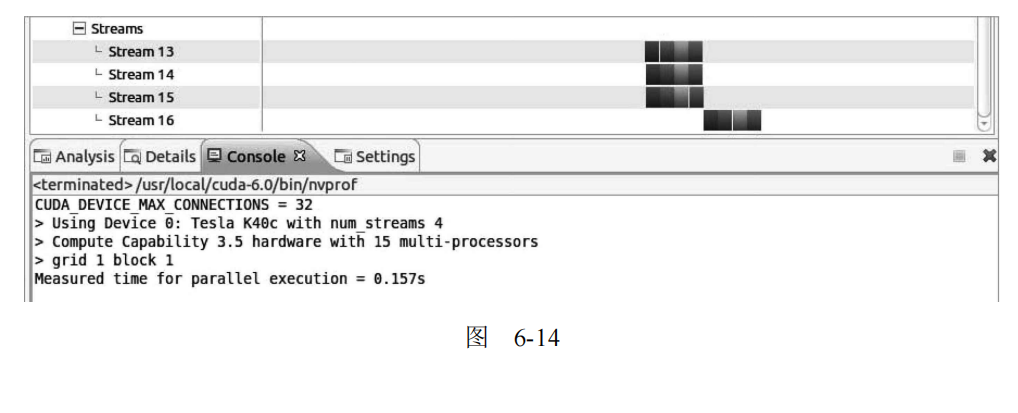 Streams
Stream 13
Stream 14
Stream 15
Stream 16
Analysis Details Console Settings
<terminated> /usr/local/cuda-6.0/bin/nvprof
CUDA_DEVICE_MAX_CONNECTIONS = 32
> Using Device 0: Tesla K40c with num_streams 4
> Compute Capability 3.5 hardware with 15 multi-processors
> grid 1 block 1
Measured time for parallel execution = 0.157s
图 6-14